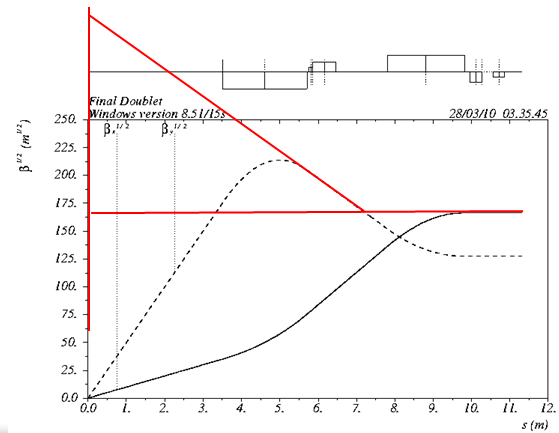 Final Doublet
Windows version 8.51/15s 28/03/10 03.35.45
βx^1/2 βy^1/2
β^1/2 (m^1/2)
250.
225.
200.
175.
150.
125.
100.
75.
50.
25.
0.0
0.0 1. 2. 3. 4. 5. 6. 7. 8. 9. 10. 11. 12.
s (m)